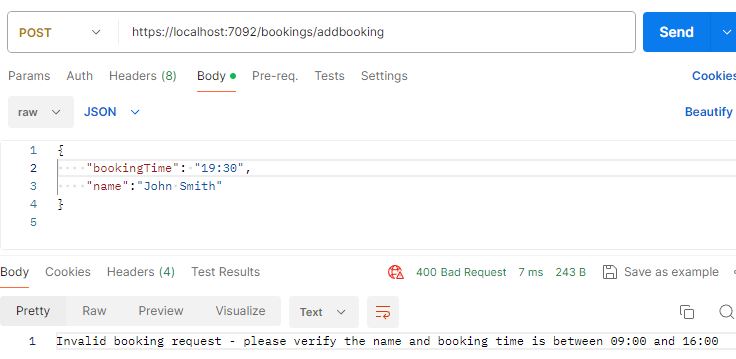 POST https://localhost:7092/bookings/addbooking Send
Params Auth Headers (8) Body Pre-req. Tests Settings Cookies
raw JSON Beautify
1 {
2 "bookingTime": "19:30",
3 "name":"John Smith"
4 }
5
Body Cookies Headers (4) Test Results 400 Bad Request 7 ms 243 B Save as example
Pretty Raw Preview Visualize Text
1 Invalid booking request - please verify the name and booking time is between 09:00 and 16:00